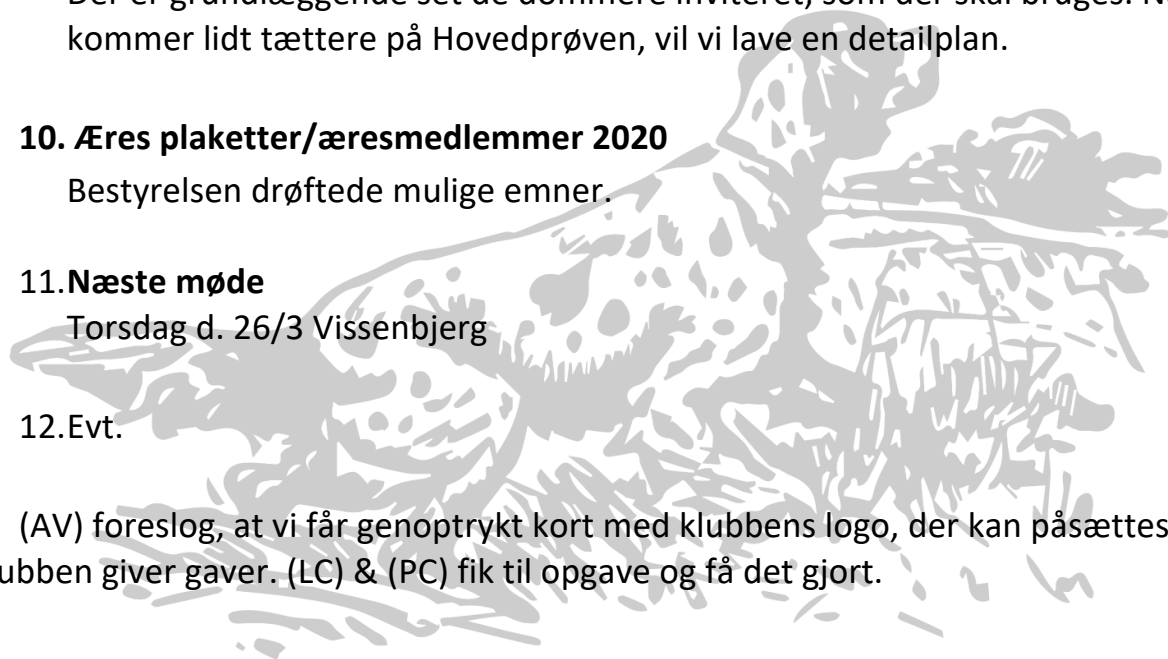 Der er grundlæggende set de dommere inviteret, som der skal bruges.
kommer lidt tættere på Hovedprøven, vil vi lave en detailplan.
10. Æres plaketter/æresmedlemmer 2020
Bestyrelsen drøftede mulige emner.
11.Næste møde
Torsdag d. 26/3 Vissenbjerg
12.Evt.
(AV) foreslog, at vi får genoptrykt kort med klubbens logo, der kan påsættes
ubben giver gaver. (LC) & (PC) fik til opgave og få det gjort.